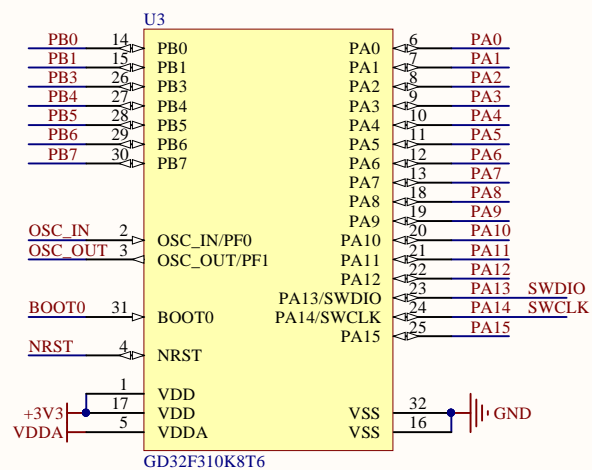 U3
PB0 14 PB0 PA0 6 PA0
PB1 15 PB1 PA1 7 PA1
PB3 26 PB3 PA2 8 PA2
PB4 27 PB4 PA3 9 PA3
PB5 28 PB5 PA4 10 PA4
PB6 29 PB6 PA5 11 PA5
PB7 30 PB7 PA6 12 PA6
PA7 13 PA7
PA8 18 PA8
PA9 19 PA9
OSC_IN 2 OSC_IN/PF0 PA10 20 PA10
OSC_OUT 3 OSC_OUT/PF1 PA11 21 PA11
PA12 22 PA12
PA13/SWDIO 23 PA13 SWDIO
BOOT0 31 BOOT0 PA14/SWCLK 24 PA14 SWCLK
PA15 25 PA15
NRST 4 NRST
1 VDD
+3V3 17 VDD VSS 32 GND
VDDA 5 VDDA VSS 16
GD32F310K8T6